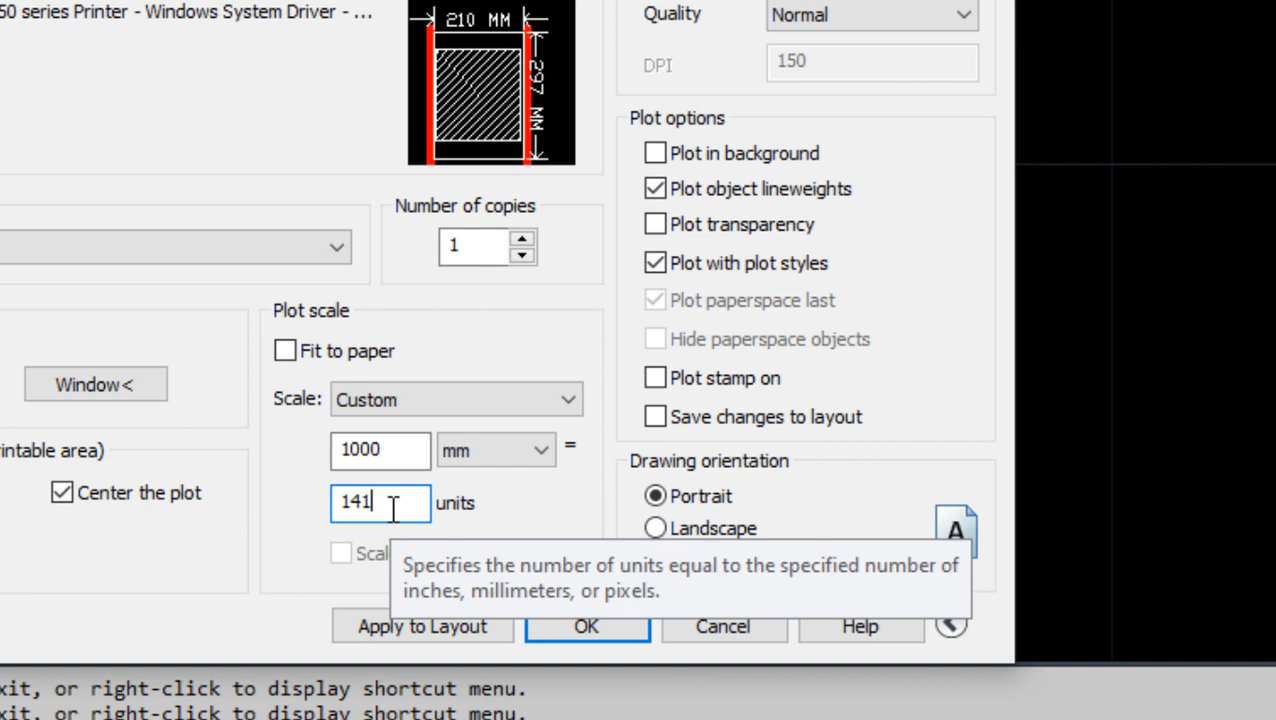 50 series Printer - Windows System Driver - ...
210 MM
297 MM
Quality
Normal
DPI
150
Plot options
Plot in background
Plot object lineweights
Plot transparency
Plot with plot styles
Plot paperspace last
Hide paperspace objects
Plot stamp on
Save changes to layout
Number of copies
1
Plot scale
Fit to paper
Scale:
Custom
1000
mm
=
141
units
Scal
Window<
rintable area)
Center the plot
Drawing orientation
Portrait
Landscape
A
Specifies the number of units equal to the specified number of
inches, millimeters, or pixels.
Apply to Layout
OK
Cancel
Help
xit, or right-click to display shortcut menu.
xit, or right-click to display shortcut menu.